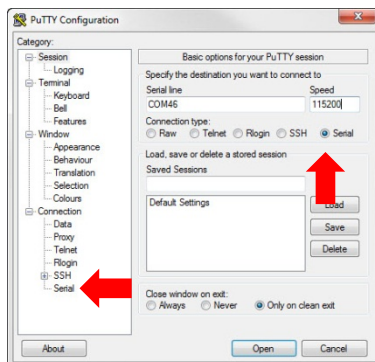 PuTTY Configuration
Category:
Session
Logging
Terminal
Keyboard
Bell
Features
Window
Appearance
Behaviour
Translation
Selection
Colours
Connection
Data
Proxy
Telnet
Rlogin
SSH
Serial
Basic options for your PuTTY session
Specify the destination you want to connect to
Serial line Speed
COM46 115200
Connection type:
Raw Telnet Rlogin SSH Serial
Load, save or delete a stored session
Saved Sessions
Default Settings
Load
Save
Delete
Close window on exit:
Always Never Only on clean exit
About Open Cancel